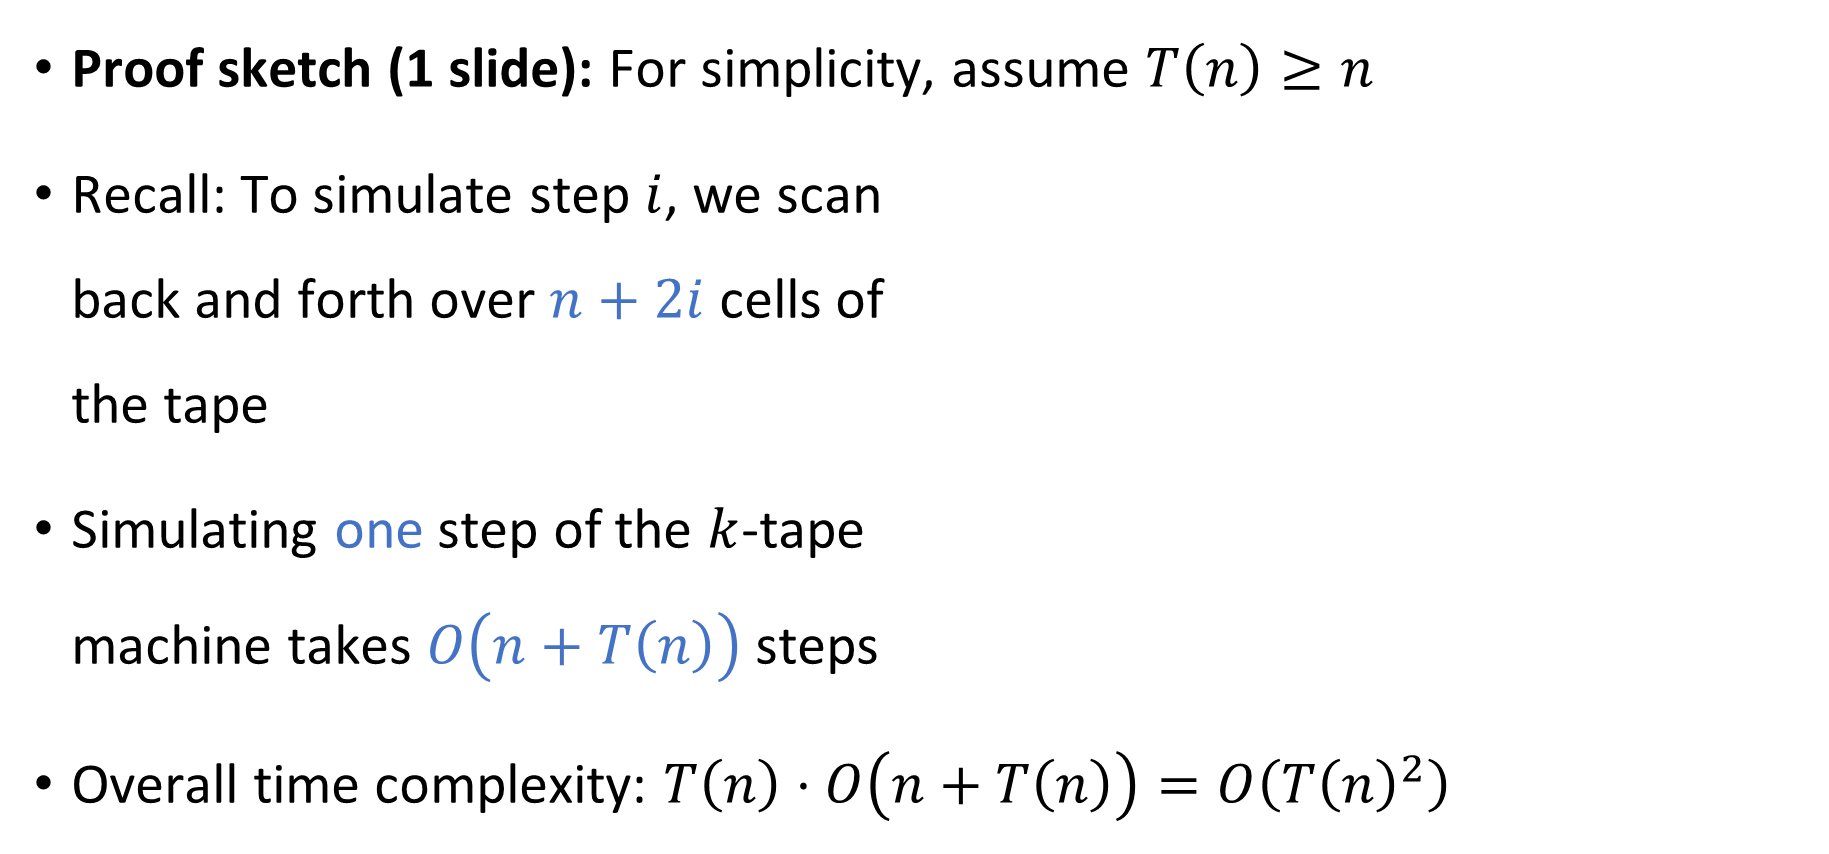 • Proof sketch (1 slide): For simplicity, assume 𝑇(𝑛) ≥ 𝑛
• Recall: To simulate step 𝑖, we scan
back and forth over 𝑛 + 2𝑖 cells of
the tape
• Simulating one step of the 𝑘-tape
machine takes 𝑂(𝑛 + 𝑇(𝑛)) steps
• Overall time complexity: 𝑇(𝑛) ⋅ 𝑂(𝑛 + 𝑇(𝑛)) = 𝑂(𝑇(𝑛)²)